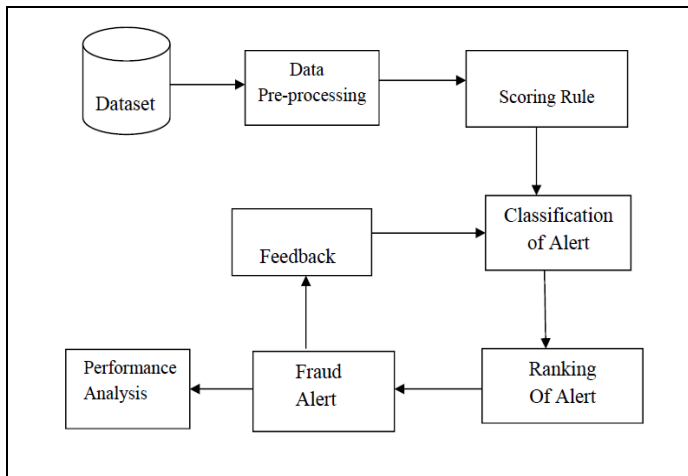 Dataset
Data
Pre-processing
Scoring Rule
Classification
of Alert
Feedback
Performance
Analysis
Fraud
Alert
Ranking
Of Alert